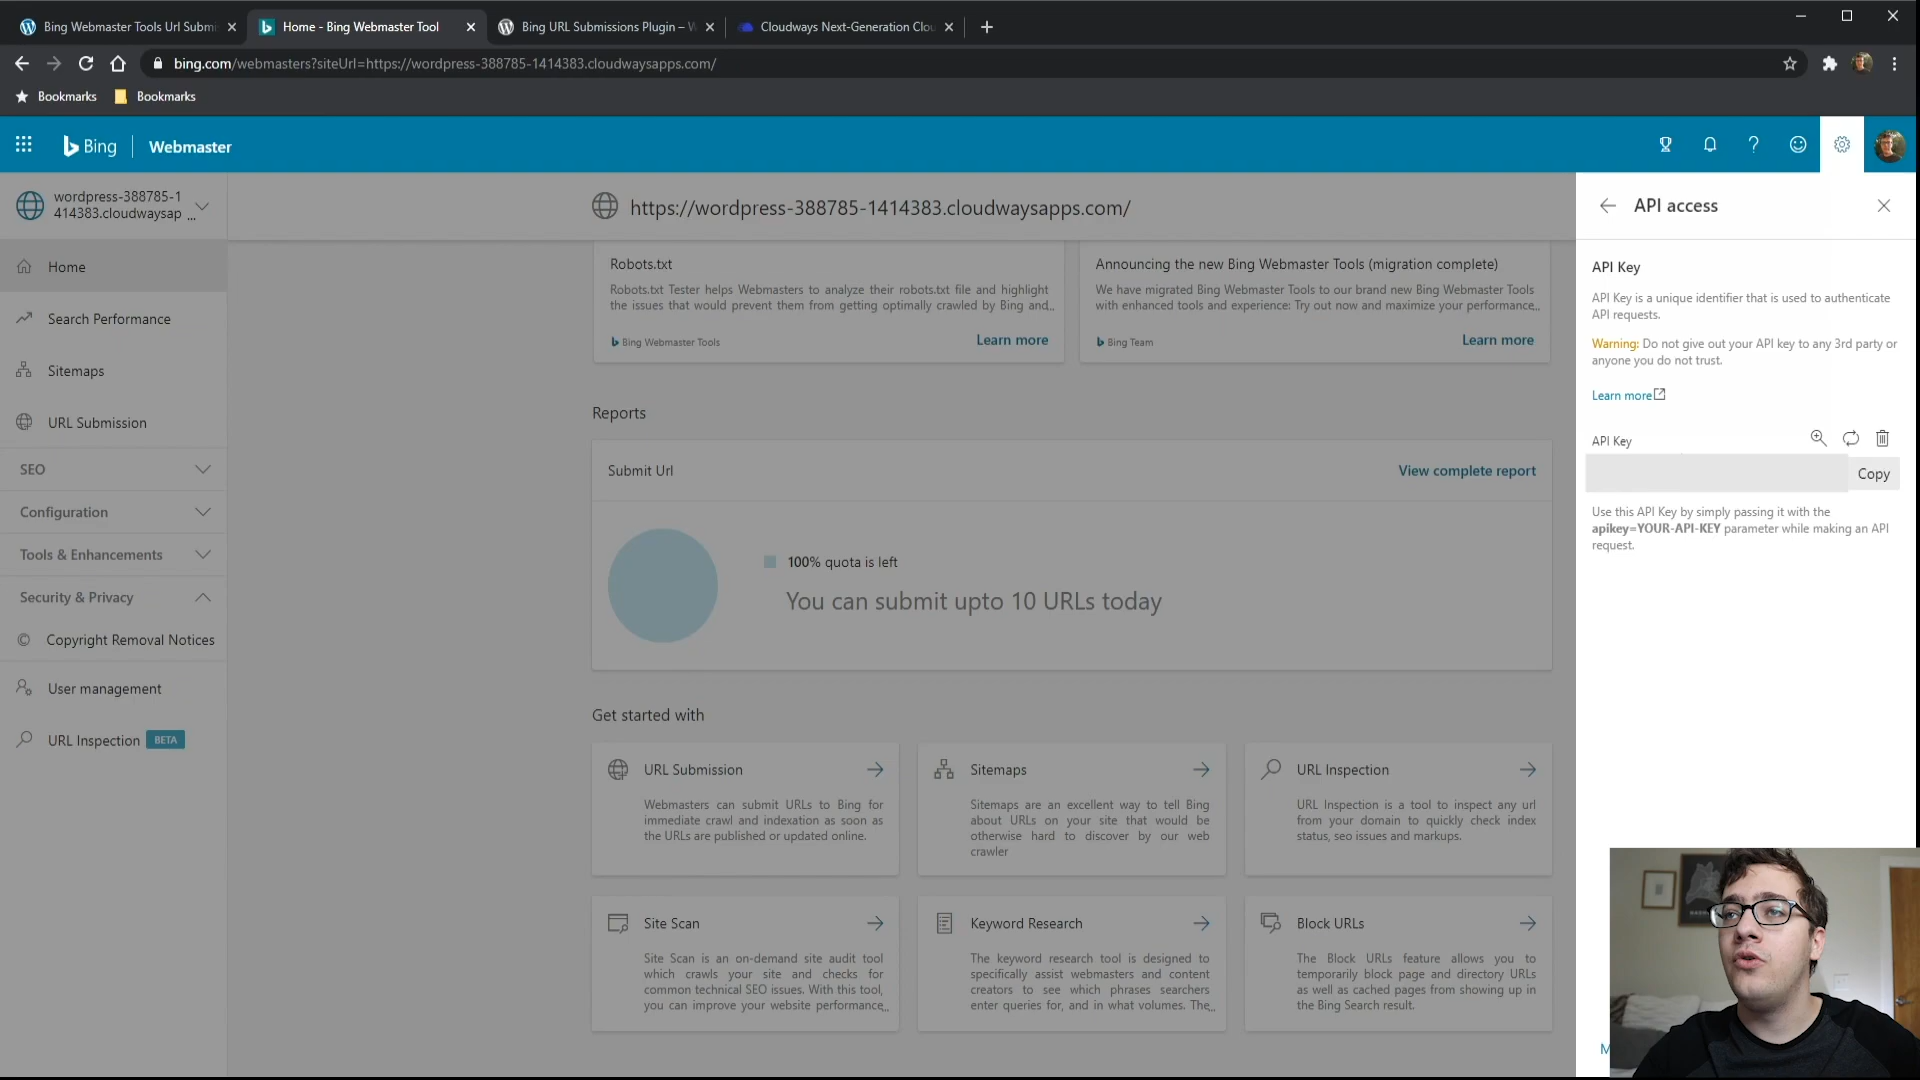 Bing Webmaster Tools Url Submi
Home - Bing Webmaster Tool
Bing URL Submissions Plugin – W
Cloudways Next-Generation Clou
bing.com/webmasters?siteUrl=https://wordpress-388785-1414383.cloudwaysapps.com/
Bookmarks
Bookmarks
Bing
Webmaster
wordpress-388785-1
414383.cloudwaysap
...
https://wordpress-388785-1414383.cloudwaysapps.com/
Home
Search Performance
Sitemaps
URL Submission
SEO
Configuration
Tools & Enhancements
Security & Privacy
Copyright Removal Notices
User management
URL Inspection BETA
Robots.txt
Robots.txt Tester helps Webmasters to analyze their robots.txt file and highlight
the issues that would prevent them from getting optimally crawled by Bing and...
Bing Webmaster Tools
Learn more
Announcing the new Bing Webmaster Tools (migration complete)
We have migrated Bing Webmaster Tools to our brand new Bing Webmaster Tools
with enhanced tools and experience: Try out now and maximize your performance...
Bing Team
Learn more
Reports
Submit Url
View complete report
100% quota is left
You can submit upto 10 URLs today
Get started with
URL Submission
Webmasters can submit URLs to Bing for
immediate crawl and indexation as soon as
the URLs are published or updated online.
Sitemaps
Sitemaps are an excellent way to tell Bing
about URLs on your site that would be
otherwise hard to discover by our web
crawler
URL Inspection
URL Inspection is a tool to inspect any url
from your domain to quickly check index
status, seo issues and markups.
Site Scan
Site Scan is an on-demand site audit tool
which crawls your site and checks for
common technical SEO issues. With this tool,
you can improve your website performance...
Keyword Research
The keyword research tool is designed to
specifically assist webmasters and content
creators to see which phrases searchers
enter queries for, and in what volumes. The...
Block URLs
The Block URLs feature allows you to
temporarily block page and directory URLs
as well as cached pages from showing up in
the Bing Search result.
API access
API Key
API Key is a unique identifier that is used to authenticate
API requests.
Warning: Do not give out your API key to any 3rd party or
anyone you do not trust.
Learn more
API Key
Copy
Use this API Key by simply passing it with the
apikey=YOUR-API-KEY parameter while making an API
request.